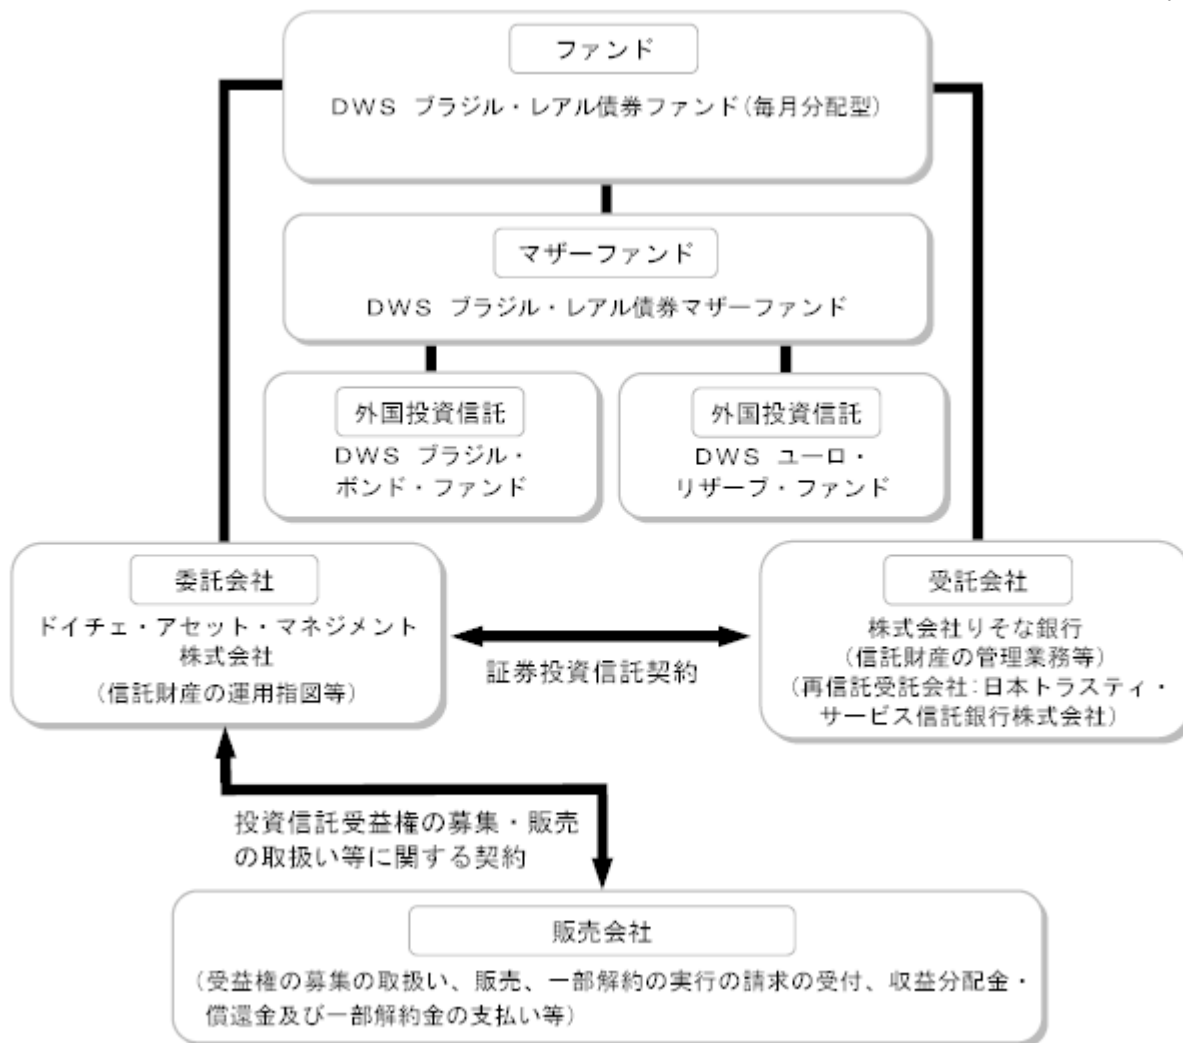 ファンド
DWS ブラジル・レアル債券ファンド(毎月分配型)
マザーファンド
DWS ブラジル・レアル債券マザーファンド
外国投資信託
DWS ブラジル・
ボンド・ファンド
外国投資信託
DWS ユーロ・
リザーブ・ファンド
委託会社
ドイチェ・アセット・マネジメント
株式会社
(信託財産の運用指図等)
証券投資信託契約
受託会社
株式会社りそな銀行
(信託財産の管理業務等)
(再信託受託会社:日本トラスティ・
サービス信託銀行株式会社)
投資信託受益権の募集・販売
の取扱い等に関する契約
販売会社
(受益権の募集の取扱い、販売、一部解約の実行の請求の受付、収益分配金・
償還金及び一部解約金の支払い等)